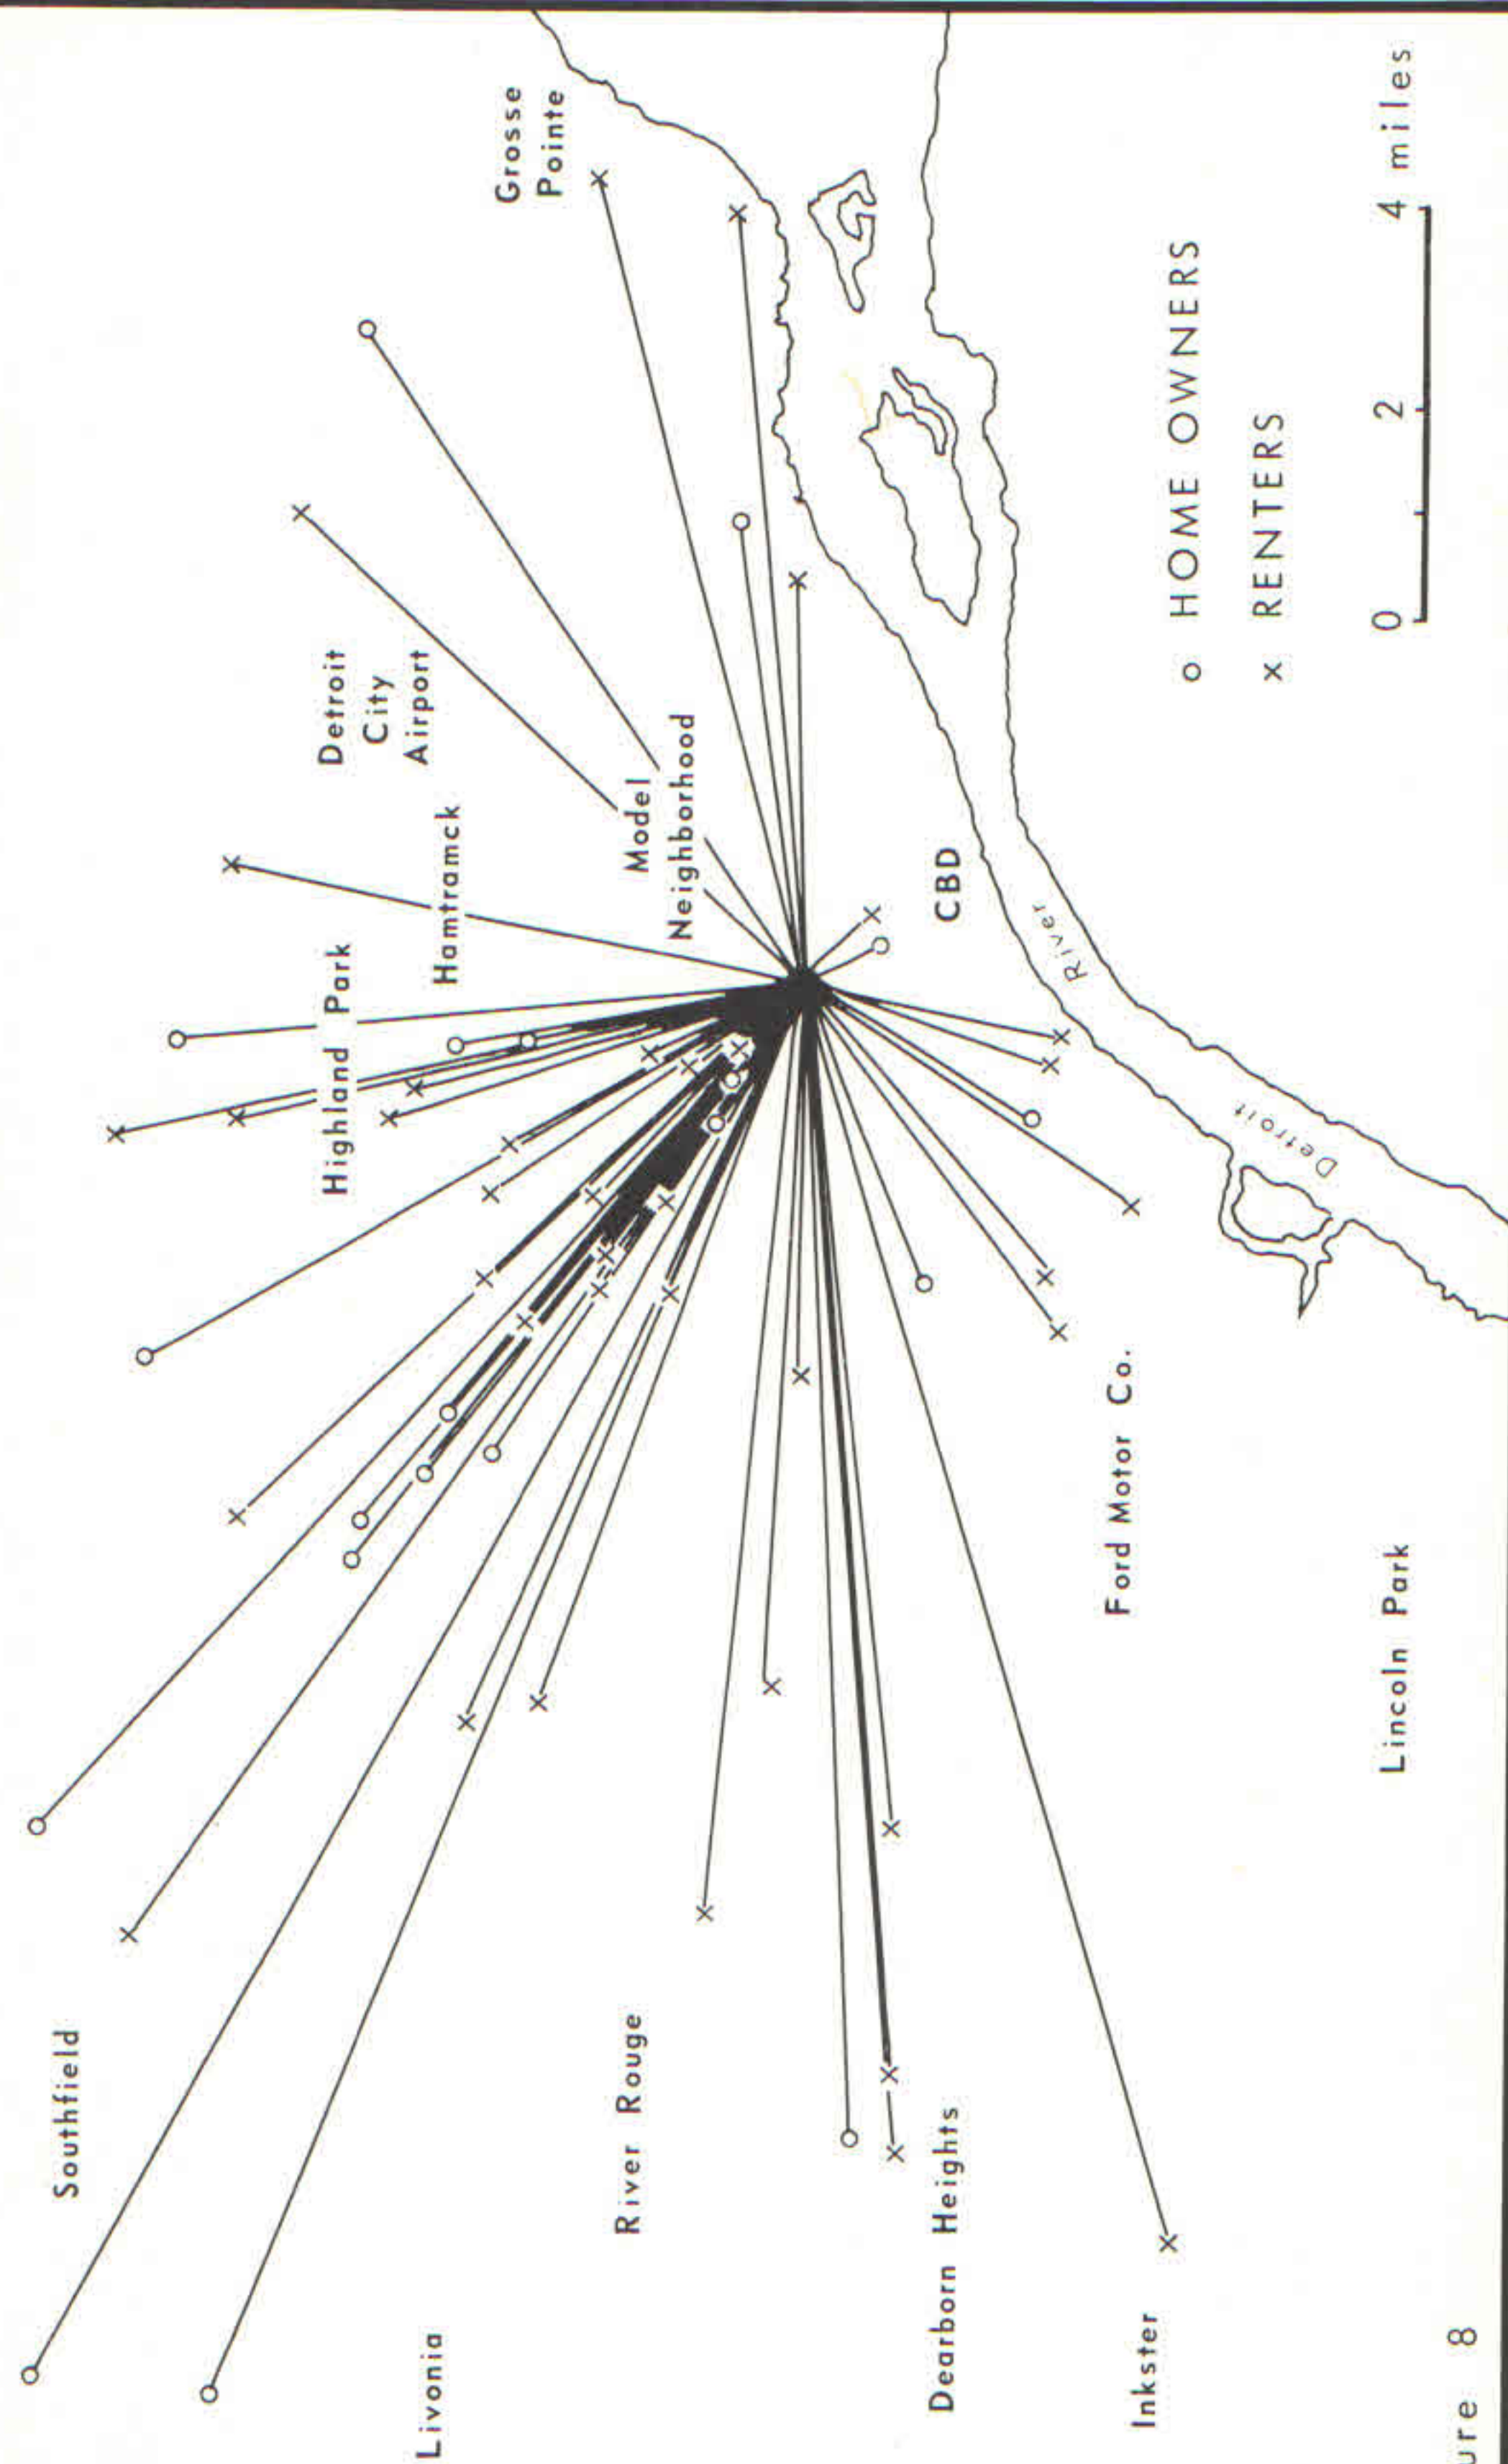 Southfield
Livonia
River Rouge
Dearborn Heights
Inkster
Highland Park
Hamtramck
Detroit
City
Airport
Model
Neighborhood
Grosse
Pointe
CBD
River
Detroit
Ford Motor Co.
Lincoln Park
o HOME OWNERS
x RENTERS
0 2 4 miles
ure 8